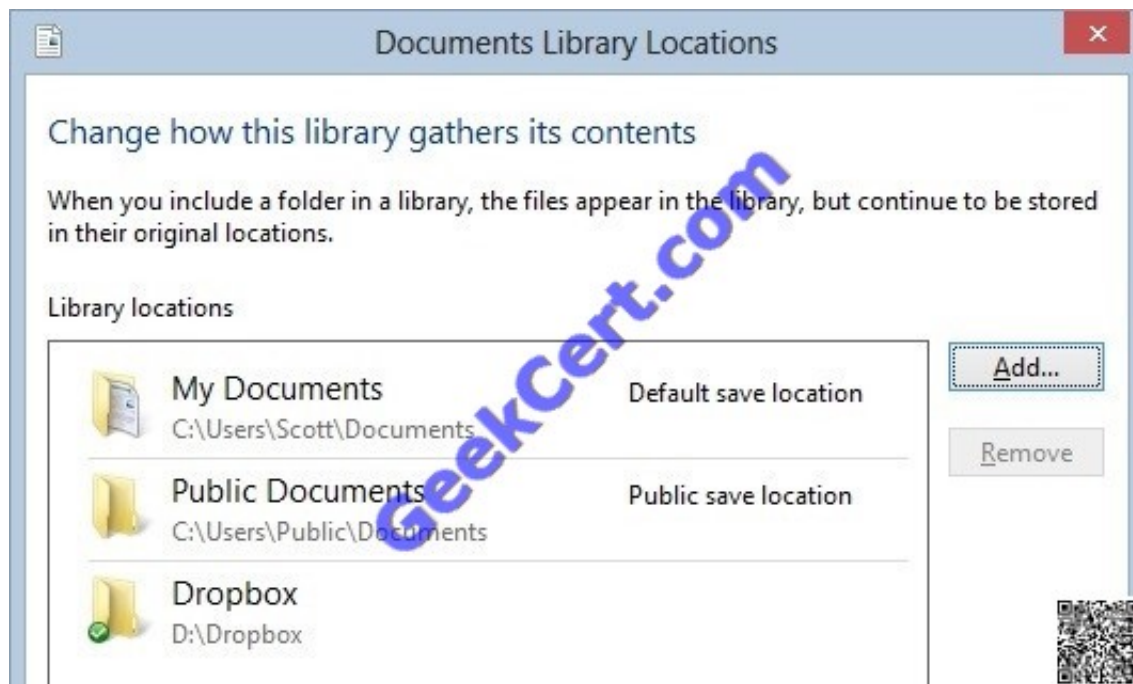 Documents Library Locations
Change how this library gathers its contents
When you include a folder in a library, the files appear in the library, but continue to be stored
in their original locations.
Library locations
My Documents
Default save location
C:\Users\Scott\Documents
Add...
Remove
Public Documents
Public save location
C:\Users\Public\Documents
Dropbox
D:\Dropbox
GeekCert.com